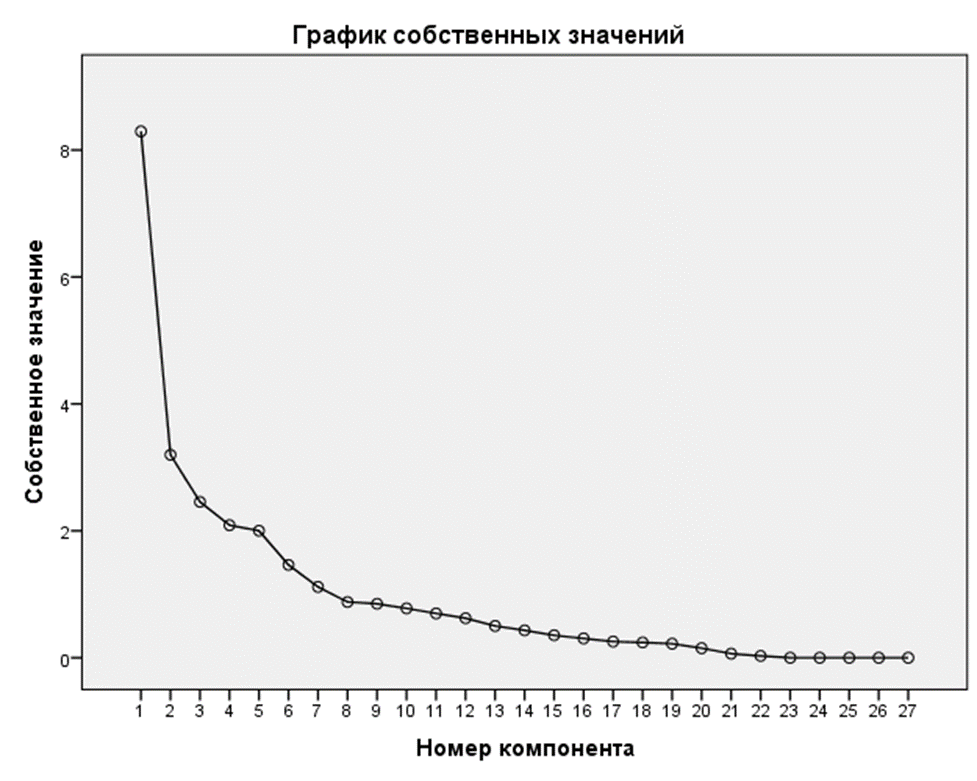 График собственных значений
Собственное значение
8
6
4
2
0
1 2 3 4 5 6 7 8 9 10 11 12 13 14 15 16 17 18 19 20 21 22 23 24 25 26 27
Номер компонента